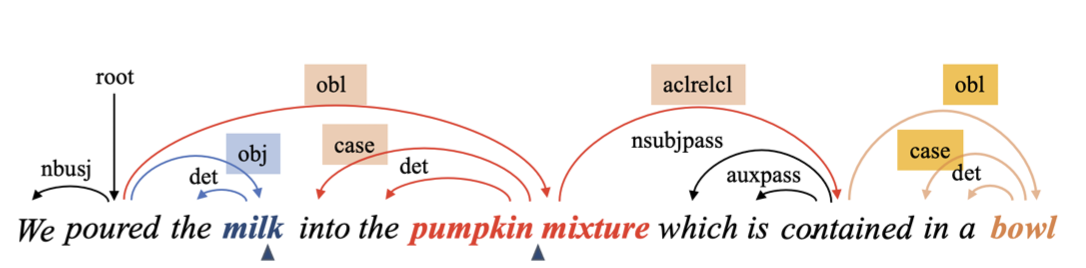 root
obl
aclrelcl
obl
nbusj
det
obj
case
det
nsubjpass
auxpass
case
det
We poured the milk into the pumpkin mixture which is contained in a bowl